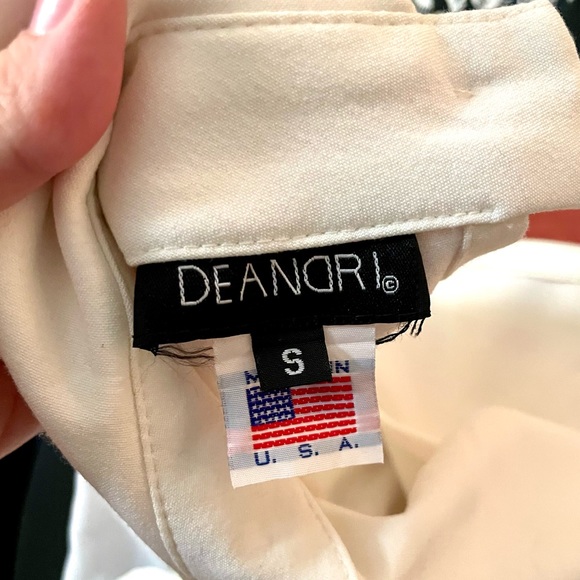 DEANDRI©
S
M N
U. S. A.